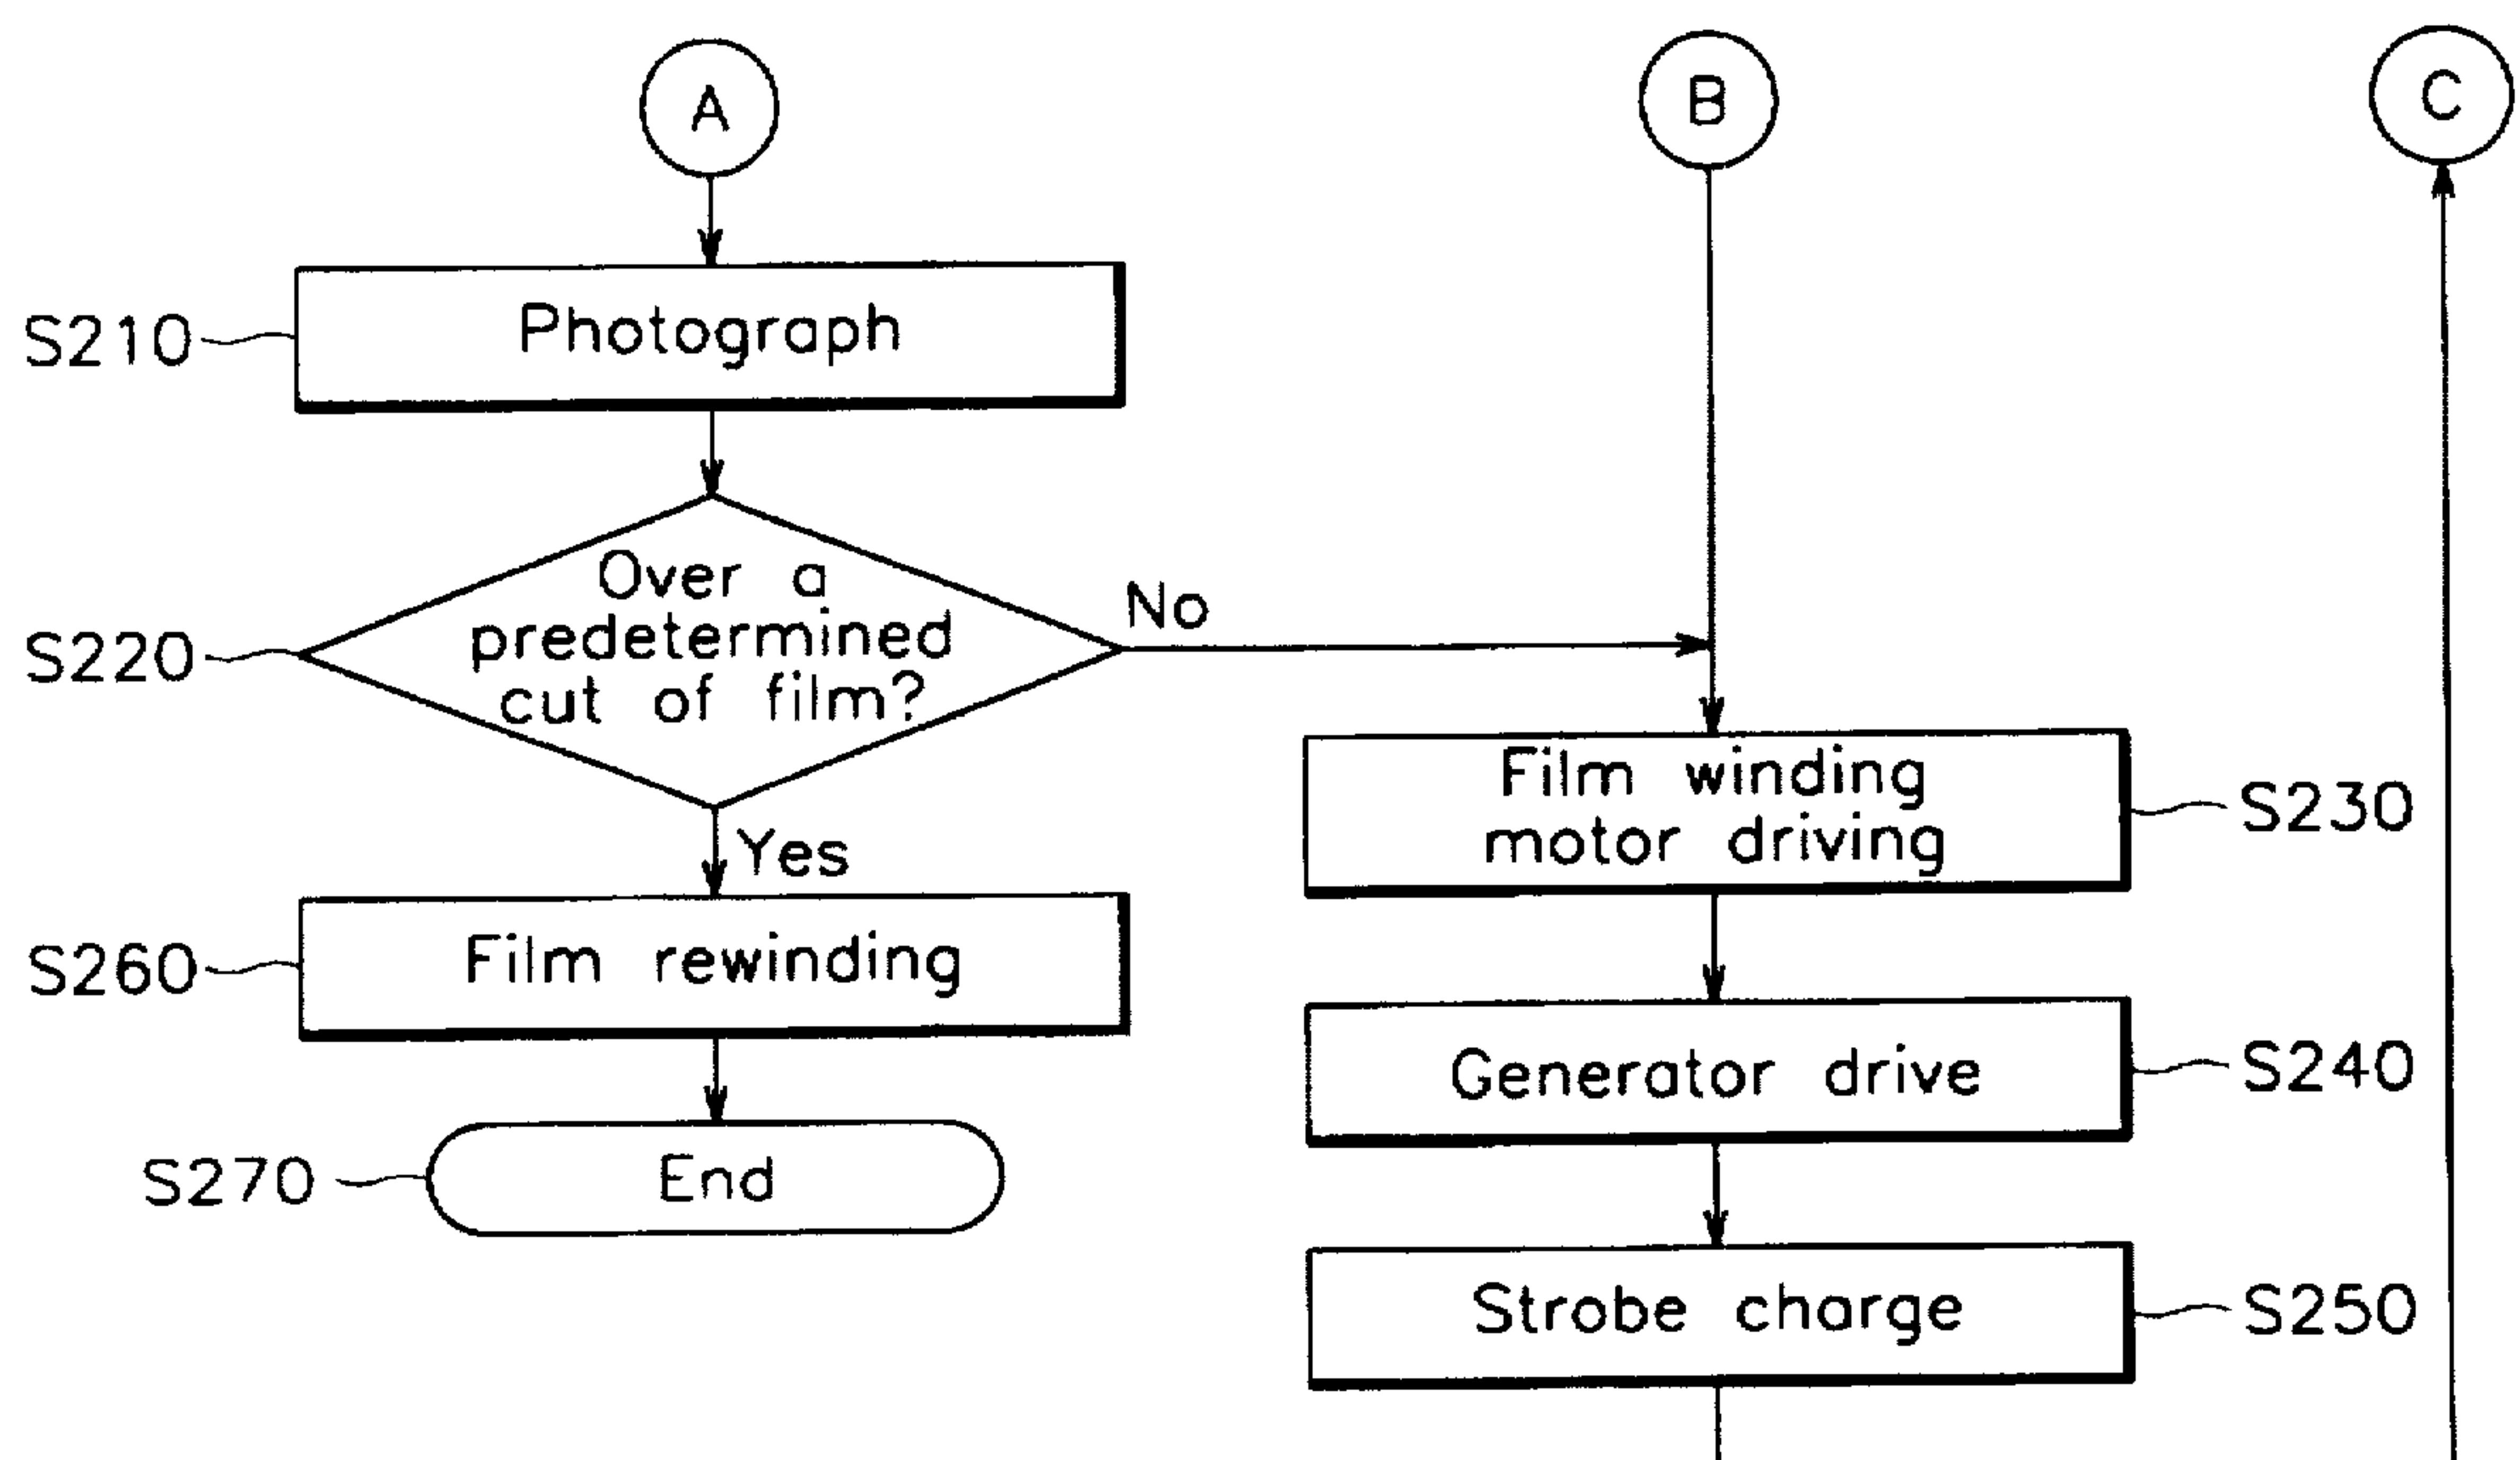 A
B
C
S210
Photograph
S220
Over a
predetermined
cut of film?
No
Yes
S260
Film rewinding
S270
End
Film winding
motor driving
S230
Generator drive
S240
Strobe charge
S250